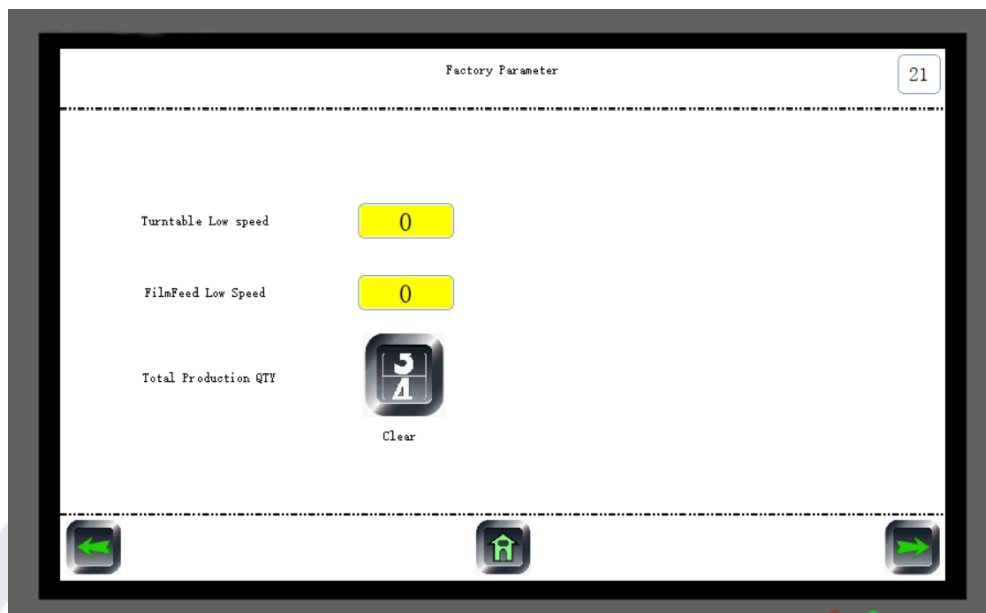 Factory Parameter
21
Turntable Low speed
0
FilmFeed Low Speed
0
Total Production QTY
Clear